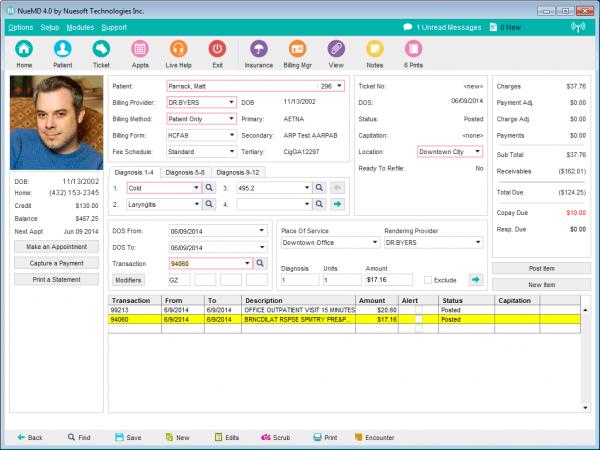 NueMD 4.0 by Nuesoft Technologies Inc.
Options Setup Modules Support 1 Unread Messages 0 New
Home Patient Ticket Appts Live Help Exit Insurance Billing Mgr View Notes 6 Pmts
Patient: Parrack, Matt 296
Billing Provider: DR.BYERS DOB 11/13/2002
Billing Method: Patient Only Primary: AETNA
Billing Form: HCFA9 Secondary: ARP Test AARPAB
Fee Schedule: Standard Tertiary: CigGA12297
Ticket No: <new>
DOS: 06/09/2014
Status: Posted
Capitation: <none>
Location: Downtown City
Ready To Refile: No
Charges $37.76
Payment Adj. $0.00
Charge Adj. $0.00
Payments $0.00
Sub Total $37.76
Receivables ($162.01)
Total Due ($124.25)
Copay Due $10.00
Resp. Due $0.00
DOB: 11/13/2002
Home: (432) 153-2345
Credit $130.00
Balance $467.25
Next Appt Jun 09 2014
Make an Appointment
Capture a Payment
Print a Statement
Diagnosis 1-4 Diagnosis 5-8 Diagnosis 9-12
1. Cold 3. 495.2
2. Laryngitis 4.
DOS From: 06/09/2014
DOS To: 06/09/2014
Transaction 94060
Modifiers GZ
Place Of Service Rendering Provider
Downtown Office DR.BYERS
Diagnosis Units Amount
1 1 $17.16 Exclude
Post Item
New Item
Transaction From To Description Amount Alert Status Capitation
99213 6/9/2014 6/9/2014 OFFICE OUTPATIENT VISIT 15 MINUTES $20.60 Posted
94060 6/9/2014 6/9/2014 BRNCDILAT RSPSE SPMTRY PRE&P... $17.16 Posted
Back Find Save New Edits Scrub Print Encounter